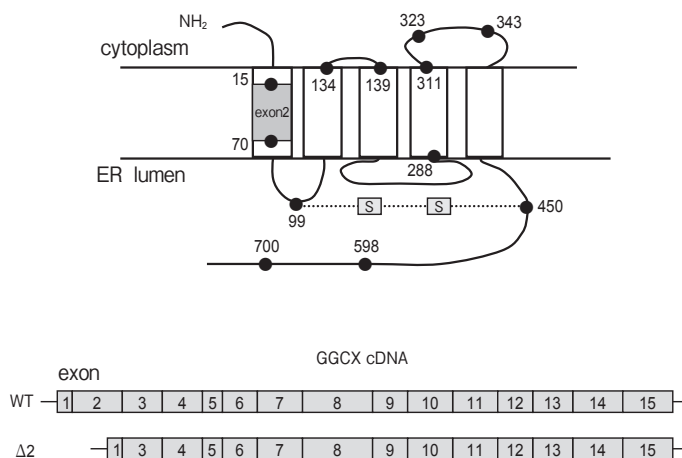 NH2
323
343
cytoplasm
15
134
139
311
exon2
70
ER lumen
288
S
S
99
450
700
598
GGCX cDNA
exon
WT
1 2 3 4 5 6 7 8 9 10 11 12 13 14 15
Δ2
1 3 4 5 6 7 8 9 10 11 12 13 14 15